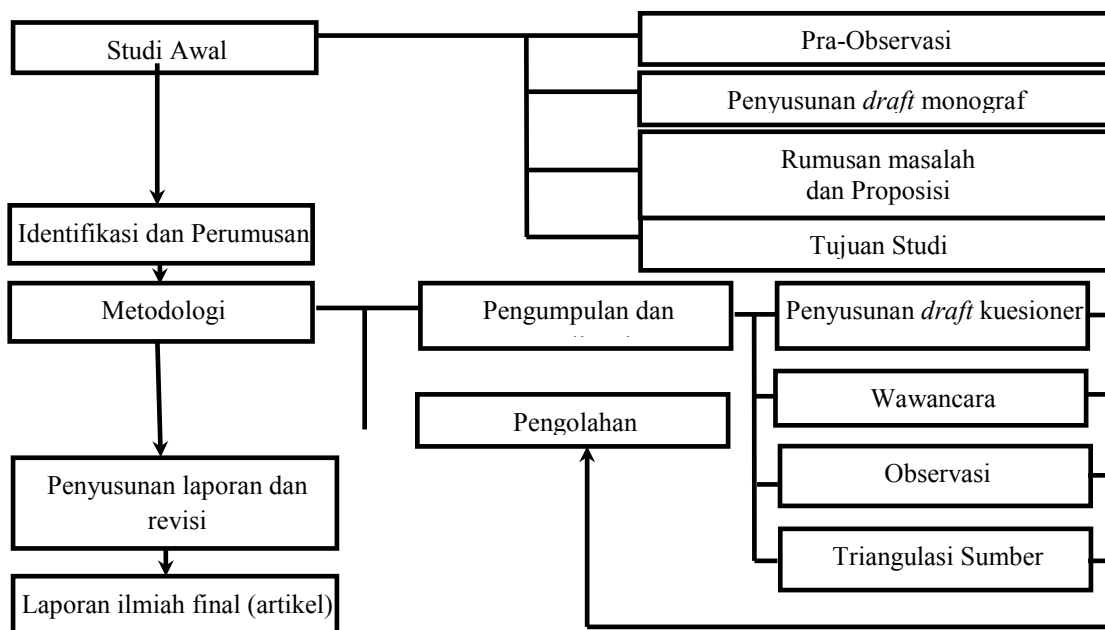 Studi Awal
Pra-Observasi
Penyusunan draft monograf
Rumusan masalah
dan Proposisi
Tujuan Studi
Identifikasi dan Perumusan
Metodologi
Pengumpulan dan
Penyusunan draft kuesioner
Wawancara
Pengolahan
Observasi
Triangulasi Sumber
Penyusunan laporan dan
revisi
Laporan ilmiah final (artikel)